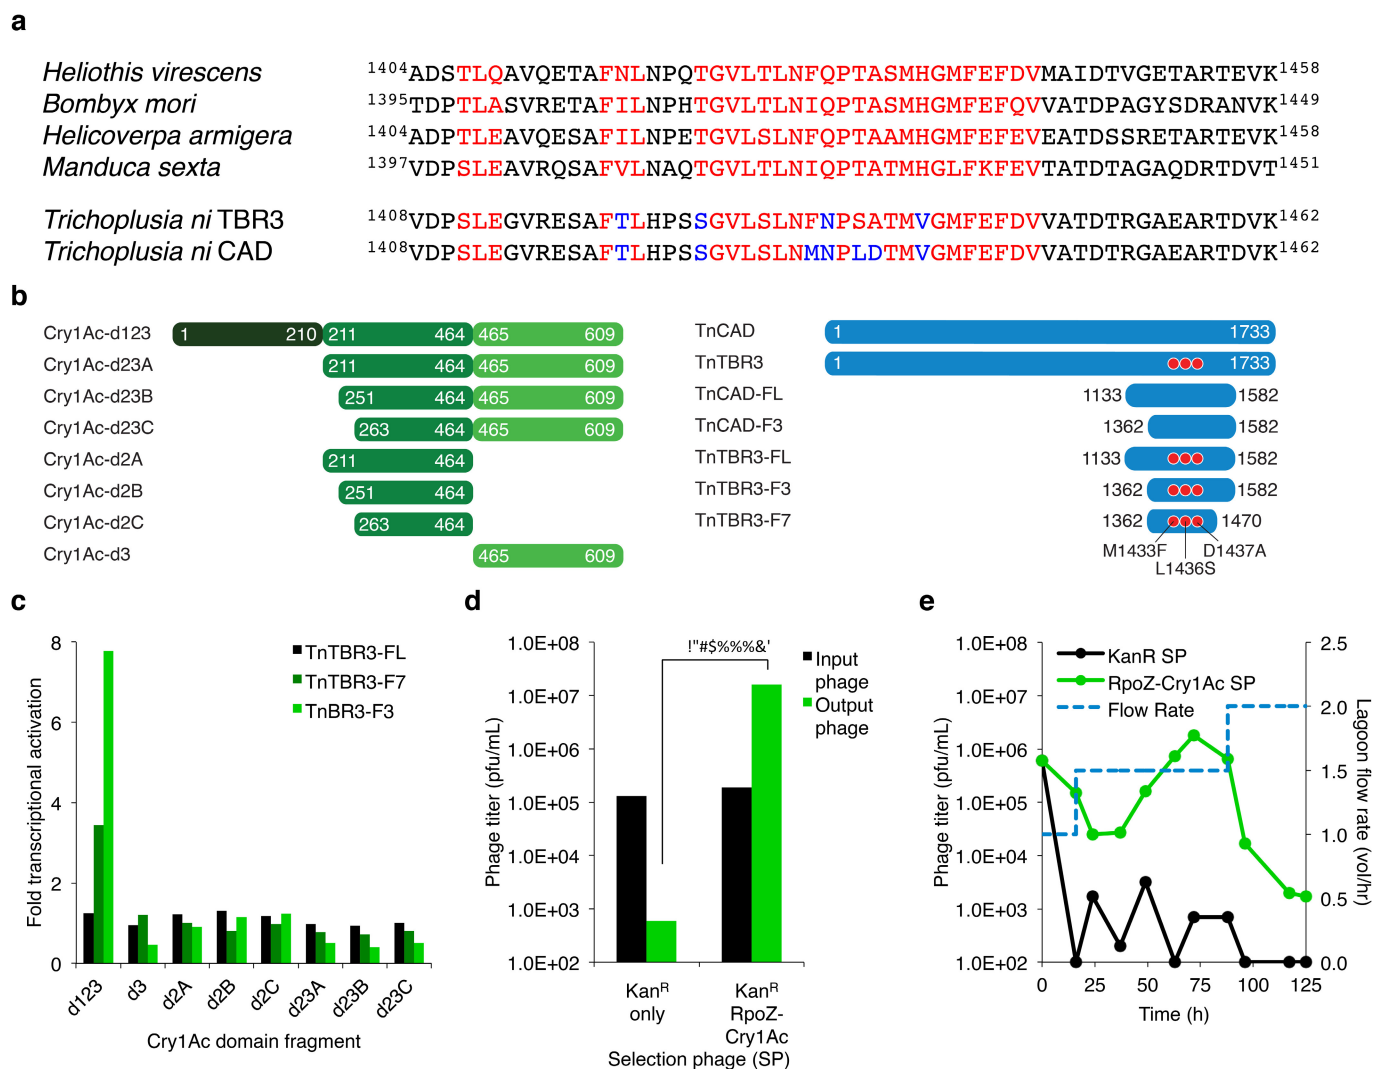 a
Heliothis virescens 1404ADSTLQAVQETAFNLNPQTGVLTLNFQPTASMHGMFEFDVMAIDTVGETARTEVK1458
Bombyx mori 1395TDPTLASVRETAFILNPHTGVLTLNIQPTASMHGMFEFQVVATDPAGYSDRANVK1449
Helicoverpa armigera 1404ADPTLEAVQESAFILNPETGVLSLNFQPTAAMHGMFEFEVEATDSSRETARTEVK1458
Manduca sexta 1397VDPSLEAVRQSAFVLNAQTGVLTLNIQPTATMHGLFKFEVTATDTAGAQDRTDVT1451
Trichoplusia ni TBR3 1408VDPSLEGVRESAFTLHPSSGVLSLNFNPSATMVGMFEFDVVATDTRGAEARTDVK1462
Trichoplusia ni CAD 1408VDPSLEGVRESAFTLHPSSGVLSLNMNPLDTMVGMFEFDVVATDTRGAEARTDVK1462
b
Cry1Ac-d123 1 210 211 464 465 609
Cry1Ac-d23A 211 464 465 609
Cry1Ac-d23B 251 464 465 609
Cry1Ac-d23C 263 464 465 609
Cry1Ac-d2A 211 464
Cry1Ac-d2B 251 464
Cry1Ac-d2C 263 464
Cry1Ac-d3 465 609
TnCAD 1 1733
TnTBR3 1 1733
TnCAD-FL 1133 1582
TnCAD-F3 1362 1582
TnTBR3-FL 1133 1582
TnTBR3-F3 1362 1582
TnTBR3-F7 1362 1470
M1433F D1437A
L1436S
c
Fold transcriptional activation
8
6
4
2
0
TnTBR3-FL
TnTBR3-F7
TnBR3-F3
d123 d3 d2A d2B d2C d23A d23B d23C
Cry1Ac domain fragment
d
Phage titer (pfu/mL)
1.0E+08
1.0E+07
1.0E+06
1.0E+05
1.0E+04
1.0E+03
1.0E+02
!"#$%%%&'
Input
phage
Output
phage
KanR
only
KanR
RpoZ-
Cry1Ac
Selection phage (SP)
e
Phage titer (pfu/mL)
1.0E+08
1.0E+07
1.0E+06
1.0E+05
1.0E+04
1.0E+03
1.0E+02
KanR SP
RpoZ-Cry1Ac SP
Flow Rate
2.5
2.0
1.5
1.0
0.5
0.0
Lagoon flow rate (vol/hr)
0 25 50 75 100 125
Time (h)